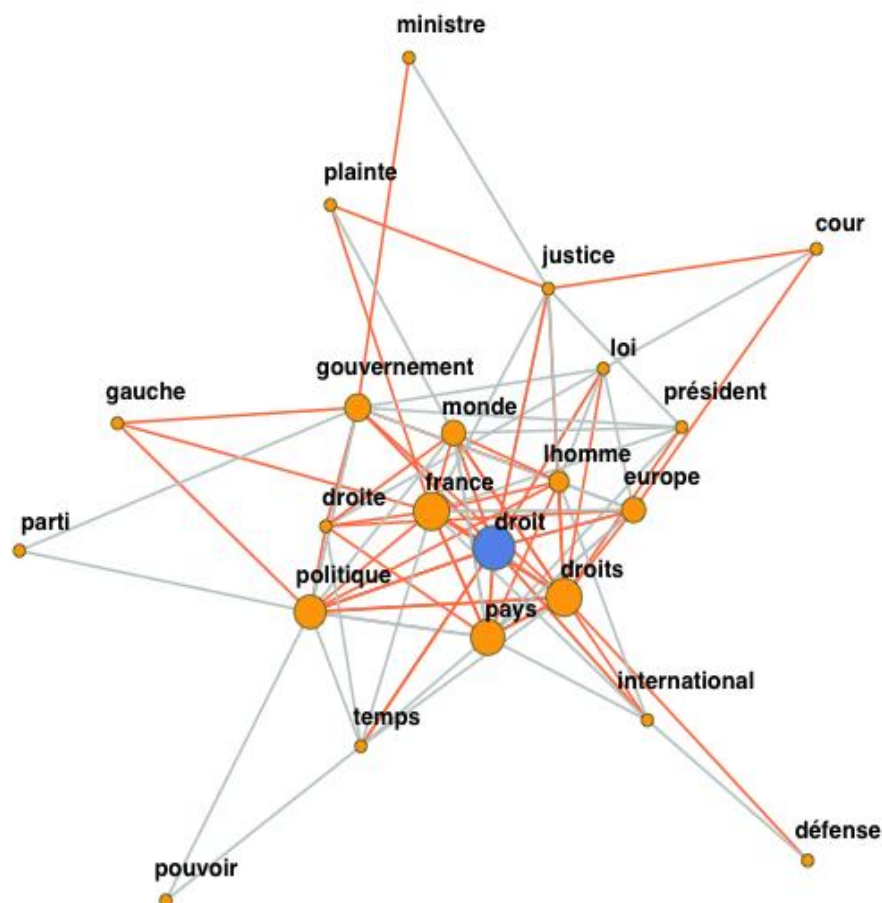 ministre
plainte
cour
justice
loi
gouvernement
président
gauche
monde
lhomme
europe
france
droite
parti
droit
droits
politique
pays
international
temps
défense
pouvoir